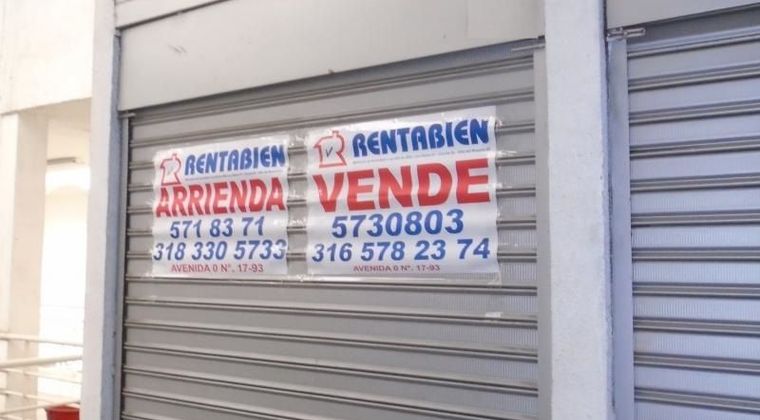 RENTABIEN
ARRIENDA
571 83 71
318 330 5733
AVENIDA 0 Nº. 17-93
RENTABIEN
VENDE
5730803
316 578 23 74
AVENIDA 0 Nº. 17-93